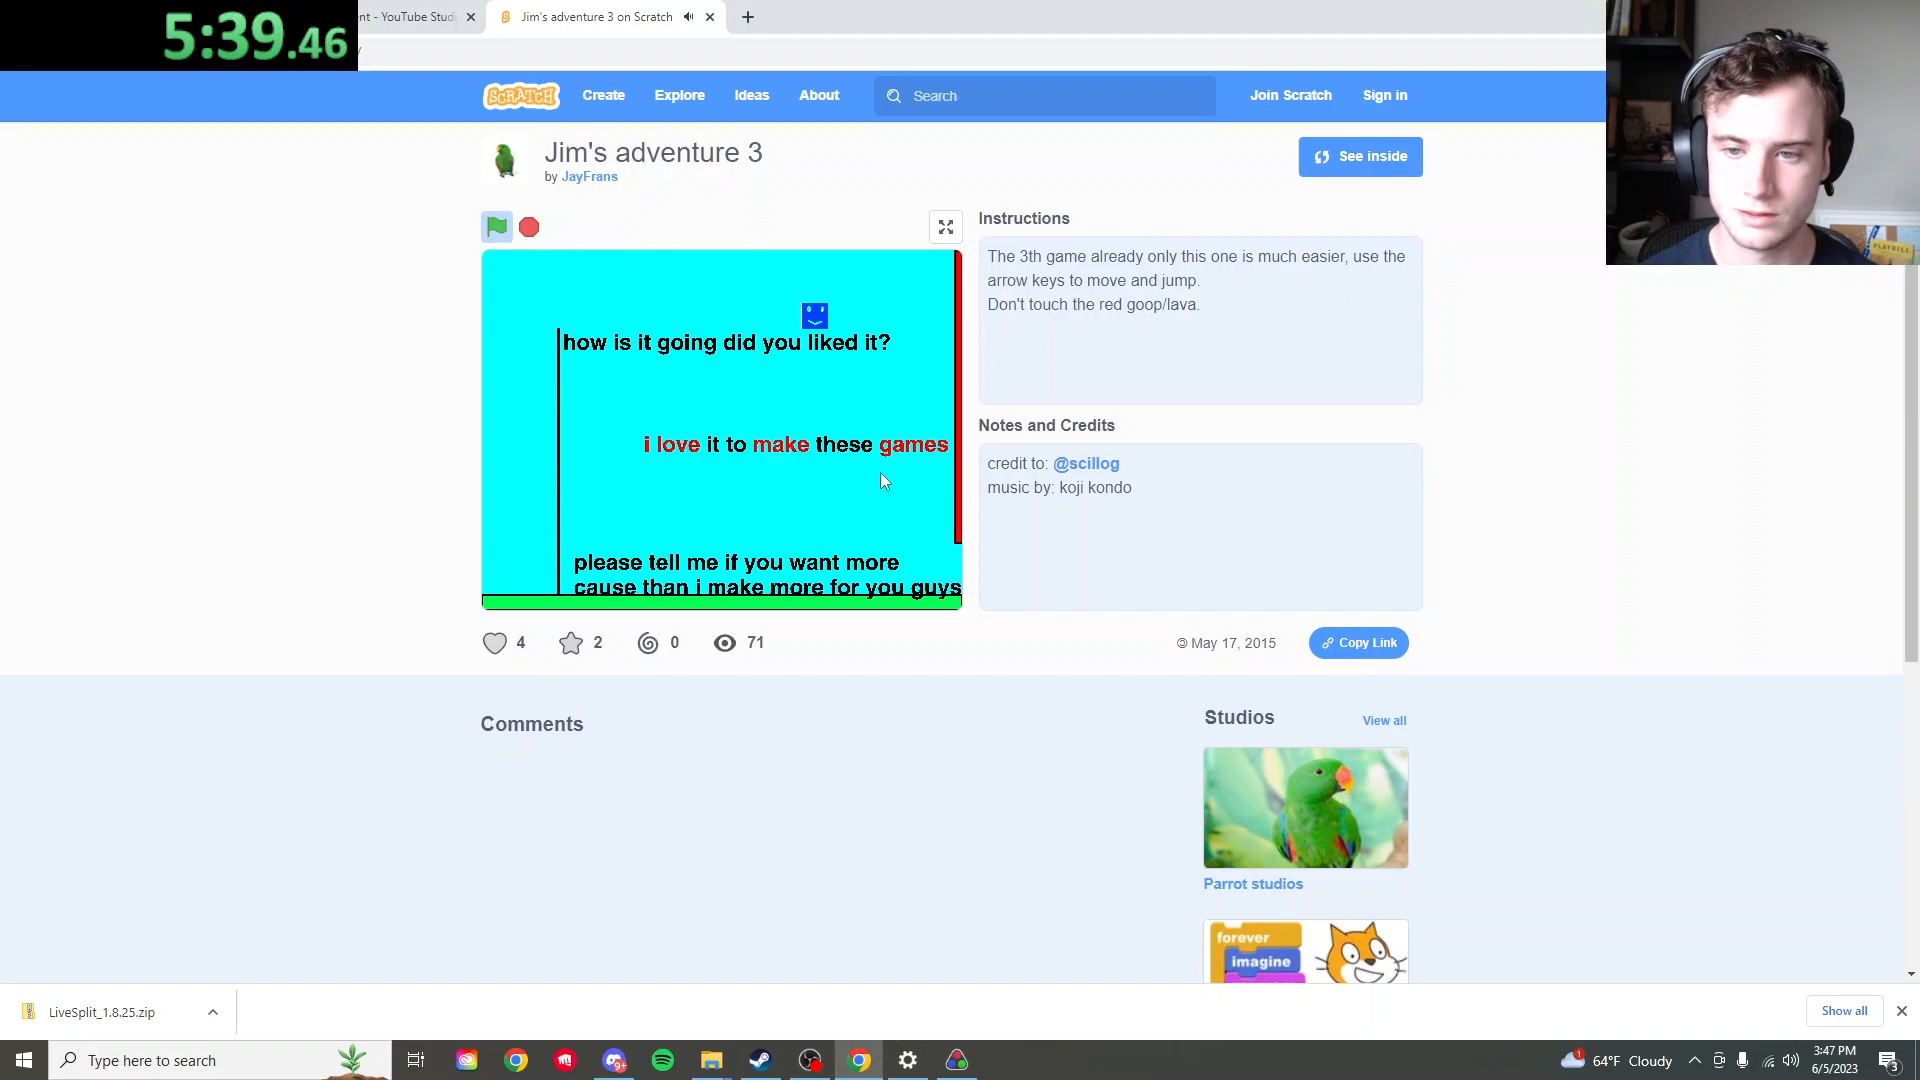 5:39.46
nt - YouTube Studi
Jim's adventure 3 on Scratch
SCRATCH
Create
Explore
Ideas
About
Search
Join Scratch
Sign in
Jim's adventure 3
by JayFrans
See inside
how is it going did you liked it?
i love it to make these games
please tell me if you want more
cause than i make more for you guys
Instructions
The 3th game already only this one is much easier, use the
arrow keys to move and jump.
Don't touch the red goop/lava.
Notes and Credits
credit to: @scillog
music by: koji kondo
PLAYBILL
4
2
0
71
© May 17, 2015
Copy Link
Comments
Studios
View all
Parrot studios
forever
imagine
LiveSplit_1.8.25.zip
Show all
Type here to search
9+
1
64°F Cloudy
3:47 PM
6/5/2023
3